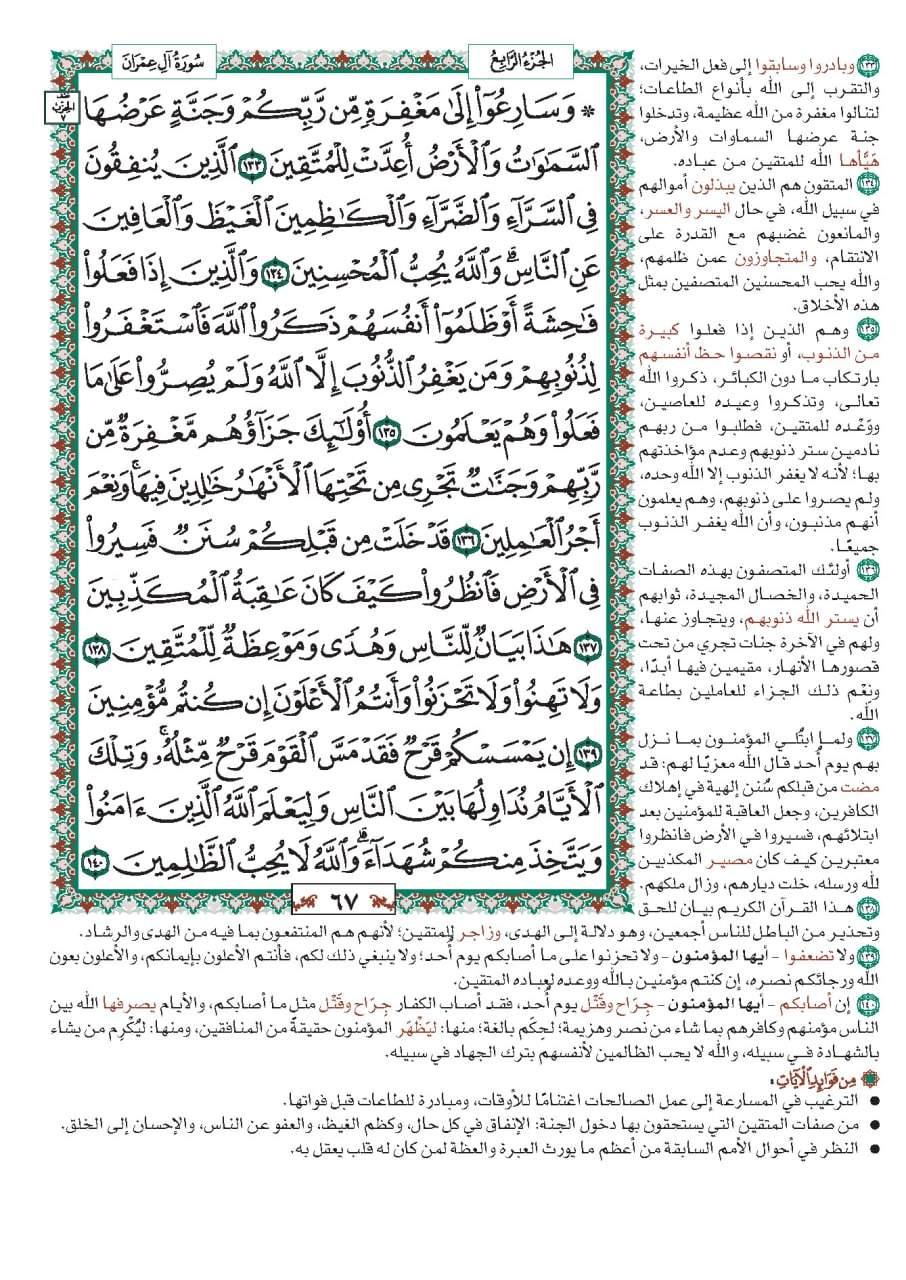 الجُزْءُ الرَّابِعُ
سُورَةُ آلِ عِمْرَانَ
۞ وَسَارِعُوٓاْ إِلَىٰ مَغْفِرَةٖ مِّن رَّبِّكُمْ وَجَنَّةٍ عَرْضُهَا
ٱلسَّمَٰوَٰتُ وَٱلْأَرْضُ أُعِدَّتْ لِلْمُتَّقِينَ ١٣٣ ٱلَّذِينَ يُنفِقُونَ
فِي ٱلسَّرَّآءِ وَٱلضَّرَّآءِ وَٱلْكَٰظِمِينَ ٱلْغَيْظَ وَٱلْعَافِينَ
عَنِ ٱلنَّاسِۗ وَٱللَّهُ يُحِبُّ ٱلْمُحْسِنِينَ ١٣٤ وَٱلَّذِينَ إِذَا فَعَلُواْ
فَٰحِشَةً أَوْ ظَلَمُوٓاْ أَنفُسَهُمْ ذَكَرُواْ ٱللَّهَ فَٱسْتَغْفَرُواْ
لِذُنُوبِهِمْ وَمَن يَغْفِرُ ٱلذُّنُوبَ إِلَّا ٱللَّهُ وَلَمْ يُصِرُّواْ عَلَىٰ مَا
فَعَلُواْ وَهُمْ يَعْلَمُونَ ١٣٥ أُوْلَٰٓئِكَ جَزَآؤُهُم مَّغْفِرَةٞ مِّن
رَّبِّهِمْ وَجَنَّٰتٞ تَجْرِي مِن تَحْتِهَا ٱلْأَنْهَٰرُ خَٰلِدِينَ فِيهَاۚ وَنِعْمَ
أَجْرُ ٱلْعَٰمِلِينَ ١٣٦ قَدْ خَلَتْ مِن قَبْلِكُمْ سُنَنٞ فَسِيرُواْ
فِي ٱلْأَرْضِ فَٱنظُرُواْ كَيْفَ كَانَ عَٰقِبَةُ ٱلْمُكَذِّبِينَ
١٣٧ هَٰذَا بَيَانٞ لِّلنَّاسِ وَهُدٗى وَمَوْعِظَةٞ لِّلْمُتَّقِينَ ١٣٨
وَلَا تَهِنُواْ وَلَا تَحْزَنُواْ وَأَنتُمُ ٱلْأَعْلَوْنَ إِن كُنتُم مُّؤْمِنِينَ
١٣٩ إِن يَمْسَسْكُمْ قَرْحٞ فَقَدْ مَسَّ ٱلْقَوْمَ قَرْحٞ مِّثْلُهُۥۚ وَتِلْكَ
ٱلْأَيَّامُ نُدَاوِلُهَا بَيْنَ ٱلنَّاسِ وَلِيَعْلَمَ ٱللَّهُ ٱلَّذِينَ ءَامَنُواْ
وَيَتَّخِذَ مِنكُمْ شُهَدَآءَۗ وَٱللَّهُ لَا يُحِبُّ ٱلظَّٰلِمِينَ ١٤٠
٦٧
١٣٣ وبادروا وسابقوا إلى فعل الخيرات،
والتقرب إلى الله بأنواع الطاعات؛
لتنالوا مغفرة من الله عظيمة، وتدخلوا
جنة عرضها السماوات والأرض،
هَيَّأها الله للمتقين من عباده.
١٣٤ المتقون هم الذين يبذلون أموالهم
في سبيل الله، في حال اليسر والعسر،
والمانعون غضبهم مع القدرة على
الانتقام، والمتجاوزون عمن ظلمهم،
والله يحب المحسنين المتصفين بمثل
هذه الأخلاق.
١٣٥ وهم الذين إذا فعلوا كبيرة
من الذنوب، أو نقصوا حظ أنفسهم
بارتكاب ما دون الكبائر، ذكروا الله
تعالى، وتذكروا وعيده للعاصين،
ووَعْده للمتقين، فطلبوا من ربهم
نادمين ستر ذنوبهم وعدم مؤاخذتهم
بها؛ لأنه لا يغفر الذنوب إلا الله وحده،
ولم يصروا على ذنوبهم، وهم يعلمون
أنهم مذنبون، وأن الله يغفر الذنوب
جميعًا.
١٣٦ أولئك المتصفون بهذه الصفات
الحميدة، والخصال المجيدة، ثوابهم
أن يستر الله ذنوبهم، ويتجاوز عنها،
ولهم في الآخرة جنات تجري من تحت
قصورها الأنهار، مقيمين فيها أبدًا،
ونِعْم ذلك الجزاء للعاملين بطاعة
الله.
١٣٧ ولما ابتُلي المؤمنون بما نزل
بهم يوم أُحد قال الله معزيًا لهم: قد
مضت من قبلكم سُنن إلهية في إهلاك
الكافرين، وجعل العاقبة للمؤمنين بعد
ابتلائهم، فسيروا في الأرض فانظروا
معتبرين كيف كان مصير المكذبين
لله ورسله، خلت ديارهم، وزال ملكهم.
١٣٨ هذا القرآن الكريم بيان للحق
وتحذير من الباطل للناس أجمعين، وهو دلالة إلى الهدى، وزاجر للمتقين؛ لأنهم هم المنتفعون بما فيه من الهدى والرشاد.
١٣٩ ولا تضعفوا - أيها المؤمنون - ولا تحزنوا على ما أصابكم يوم أُحد؛ ولا ينبغي ذلك لكم، فأنتم الأعلون بإيمانكم، والأعلون بعون
الله ورجائكم نصره، إن كنتم مؤمنين بالله ووعده لعباده المتقين.
١٤٠ إن أصابكم - أيها المؤمنون - جِرَاح وقَتْل يوم أُحد، فقد أصاب الكفار جِرَاح وقَتْل مثل ما أصابكم، والأيام يصرفها الله بين
الناس مؤمنهم وكافرهم بما شاء من نصر وهزيمة؛ لحِكَم بالغة؛ منها: ليَظْهَر المؤمنون حقيقةً من المنافقين، ومنها: ليُكْرِم من يشاء
بالشهادة في سبيله، والله لا يحب الظالمين لأنفسهم بترك الجهاد في سبيله.
مِن فَوَائِدِ الآيَاتِ:
● الترغيب في المسارعة إلى عمل الصالحات اغتنامًا للأوقات، ومبادرة للطاعات قبل فواتها.
● من صفات المتقين التي يستحقون بها دخول الجنة: الإنفاق في كل حال، وكظم الغيظ، والعفو عن الناس، والإحسان إلى الخلق.
● النظر في أحوال الأمم السابقة من أعظم ما يورث العبرة والعظة لمن كان له قلب يعقل به.